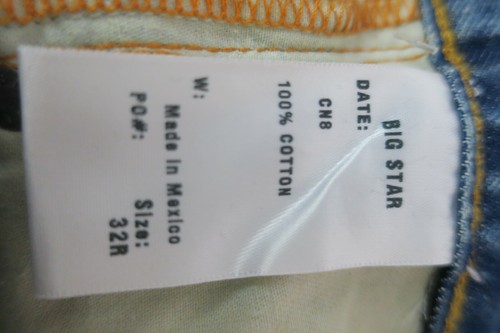 BIG STAR
DATE:
CN8
100% COTTON
W:
Made in Mexico
PO#: Size:
32R